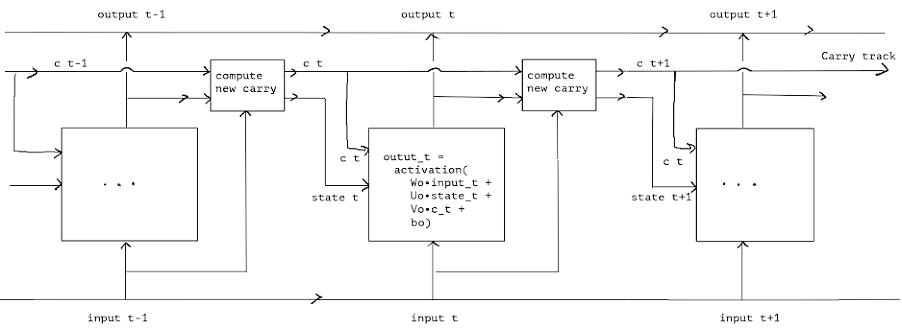 output t-1
output t
output t+1
c t-1
compute
new carry
c t
compute
new carry
c t+1
Carry track
. . .
c t
state t
outut_t =
activation(
Wo•input_t +
Uo•state_t +
Vo•c_t +
bo)
c t
state t+1
. . .
input t-1
input t
input t+1